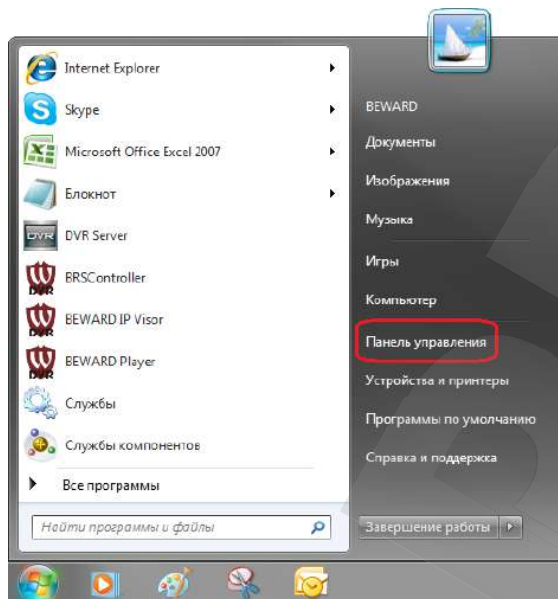 Internet Explorer
Skype
Microsoft Office Excel 2007
Блокнот
DVR Server
BRSController
BEWARD IP Visor
BEWARD Player
Службы
Службы компонентов
Все программы
Найти программы и файлы
BEWARD
Документы
Изображения
Музыка
Игры
Компьютер
Панель управления
Устройства и принтеры
Программы по умолчанию
Справка и поддержка
Завершение работы